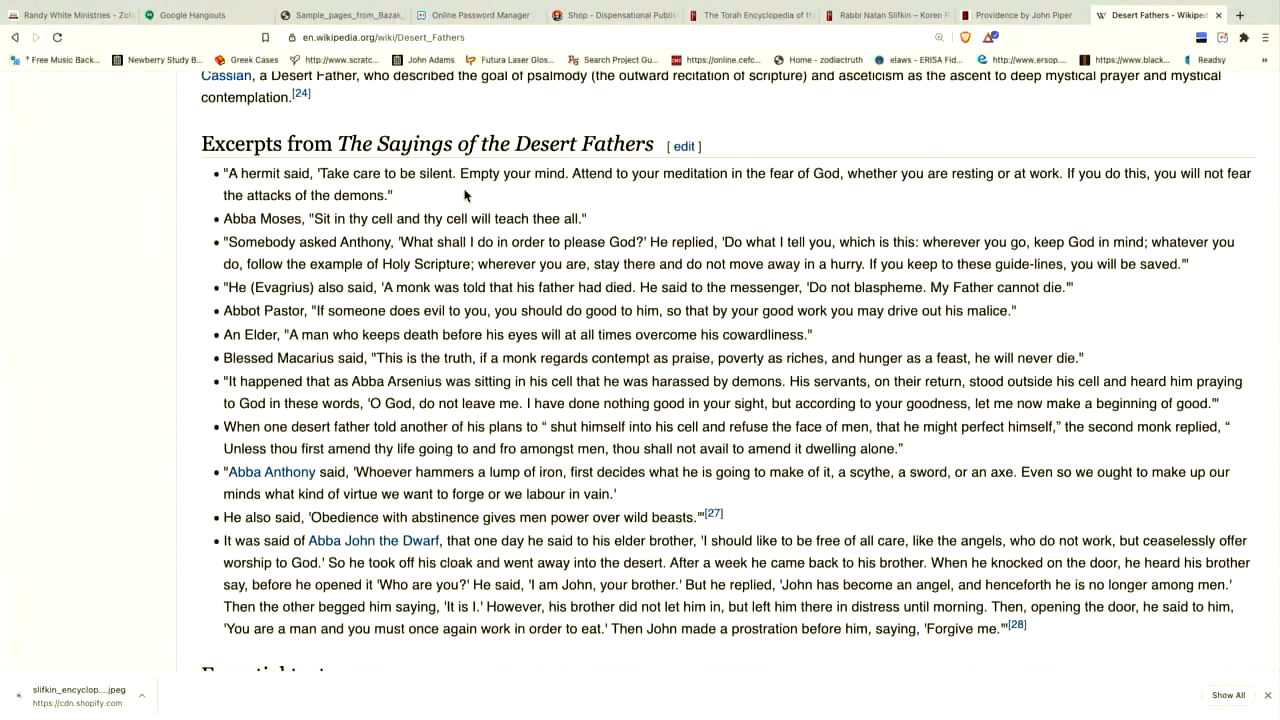 Randy White Ministries - Zoh
Google Hangouts
Sample_pages_from_Bazak_
Online Password Manager
Shop - Dispensational Publis
The Torah Encyclopedia of th
Rabbi Natan Slifkin – Koren P
Providence by John Piper
Desert Fathers - Wikiped
en.wikipedia.org/wiki/Desert_Fathers
† Free Music Back...
Newberry Study B...
Greek Cases
http://www.scratc...
John Adams
Futura Laser Glos...
Search Project Gu...
https://online.cefc...
Home - zodiactruth
elaws - ERISA Fid...
http://www.ersop....
https://www.black...
Readsy
»
Cassian, a Desert Father, who described the goal of psalmody (the outward recitation of scripture) and asceticism as the ascent to deep mystical prayer and mystical
contemplation.[24]
Excerpts from The Sayings of the Desert Fathers [ edit ]
• "A hermit said, 'Take care to be silent. Empty your mind. Attend to your meditation in the fear of God, whether you are resting or at work. If you do this, you will not fear
the attacks of the demons."
• Abba Moses, "Sit in thy cell and thy cell will teach thee all."
• "Somebody asked Anthony, 'What shall I do in order to please God?' He replied, 'Do what I tell you, which is this: wherever you go, keep God in mind; whatever you
do, follow the example of Holy Scripture; wherever you are, stay there and do not move away in a hurry. If you keep to these guide-lines, you will be saved.'"
• "He (Evagrius) also said, 'A monk was told that his father had died. He said to the messenger, 'Do not blaspheme. My Father cannot die.'"
• Abbot Pastor, "If someone does evil to you, you should do good to him, so that by your good work you may drive out his malice."
• An Elder, "A man who keeps death before his eyes will at all times overcome his cowardliness."
• Blessed Macarius said, "This is the truth, if a monk regards contempt as praise, poverty as riches, and hunger as a feast, he will never die."
• "It happened that as Abba Arsenius was sitting in his cell that he was harassed by demons. His servants, on their return, stood outside his cell and heard him praying
to God in these words, 'O God, do not leave me. I have done nothing good in your sight, but according to your goodness, let me now make a beginning of good.'"
• When one desert father told another of his plans to “ shut himself into his cell and refuse the face of men, that he might perfect himself,” the second monk replied, “
Unless thou first amend thy life going to and fro amongst men, thou shall not avail to amend it dwelling alone.”
• "Abba Anthony said, 'Whoever hammers a lump of iron, first decides what he is going to make of it, a scythe, a sword, or an axe. Even so we ought to make up our
minds what kind of virtue we want to forge or we labour in vain.'
• He also said, 'Obedience with abstinence gives men power over wild beasts.'"[27]
• It was said of Abba John the Dwarf, that one day he said to his elder brother, 'I should like to be free of all care, like the angels, who do not work, but ceaselessly offer
worship to God.' So he took off his cloak and went away into the desert. After a week he came back to his brother. When he knocked on the door, he heard his brother
say, before he opened it 'Who are you?' He said, 'I am John, your brother.' But he replied, 'John has become an angel, and henceforth he is no longer among men.'
Then the other begged him saying, 'It is I.' However, his brother did not let him in, but left him there in distress until morning. Then, opening the door, he said to him,
'You are a man and you must once again work in order to eat.' Then John made a prostration before him, saying, 'Forgive me.'"[28]
slifkin_encyclop....jpeg
https://cdn.shopify.com
Show All